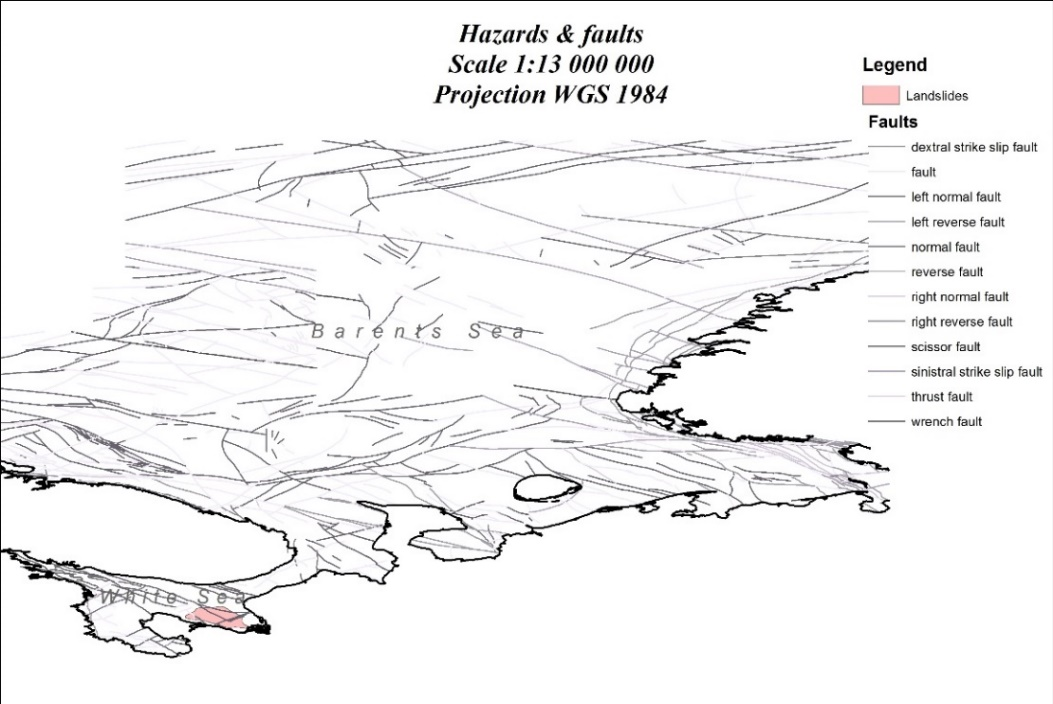 Hazards & faults
Scale 1:13 000 000
Projection WGS 1984
Legend
Landslides
Faults
dextral strike slip fault
fault
left normal fault
left reverse fault
normal fault
reverse fault
right normal fault
right reverse fault
scissor fault
sinistral strike slip fault
thrust fault
wrench fault
Barents Sea
White Sea